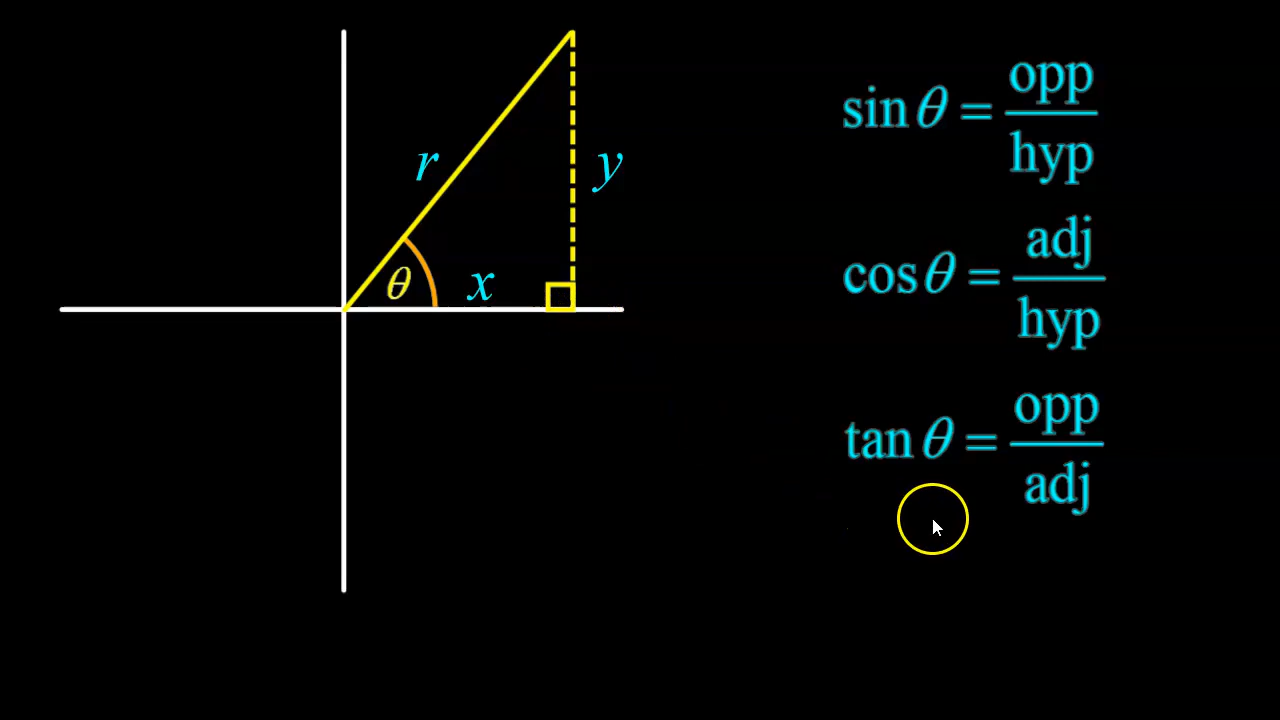 r
y
θ
x
sin θ = opp/hyp
cos θ = adj/hyp
tan θ = opp/adj